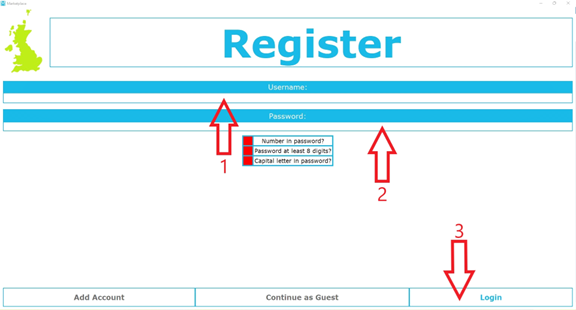 Register
Username:
Password:
Number in password?
Password at least 8 digits?
Capital letter in password?
1
2
3
Add Account
Continue as Guest
Login